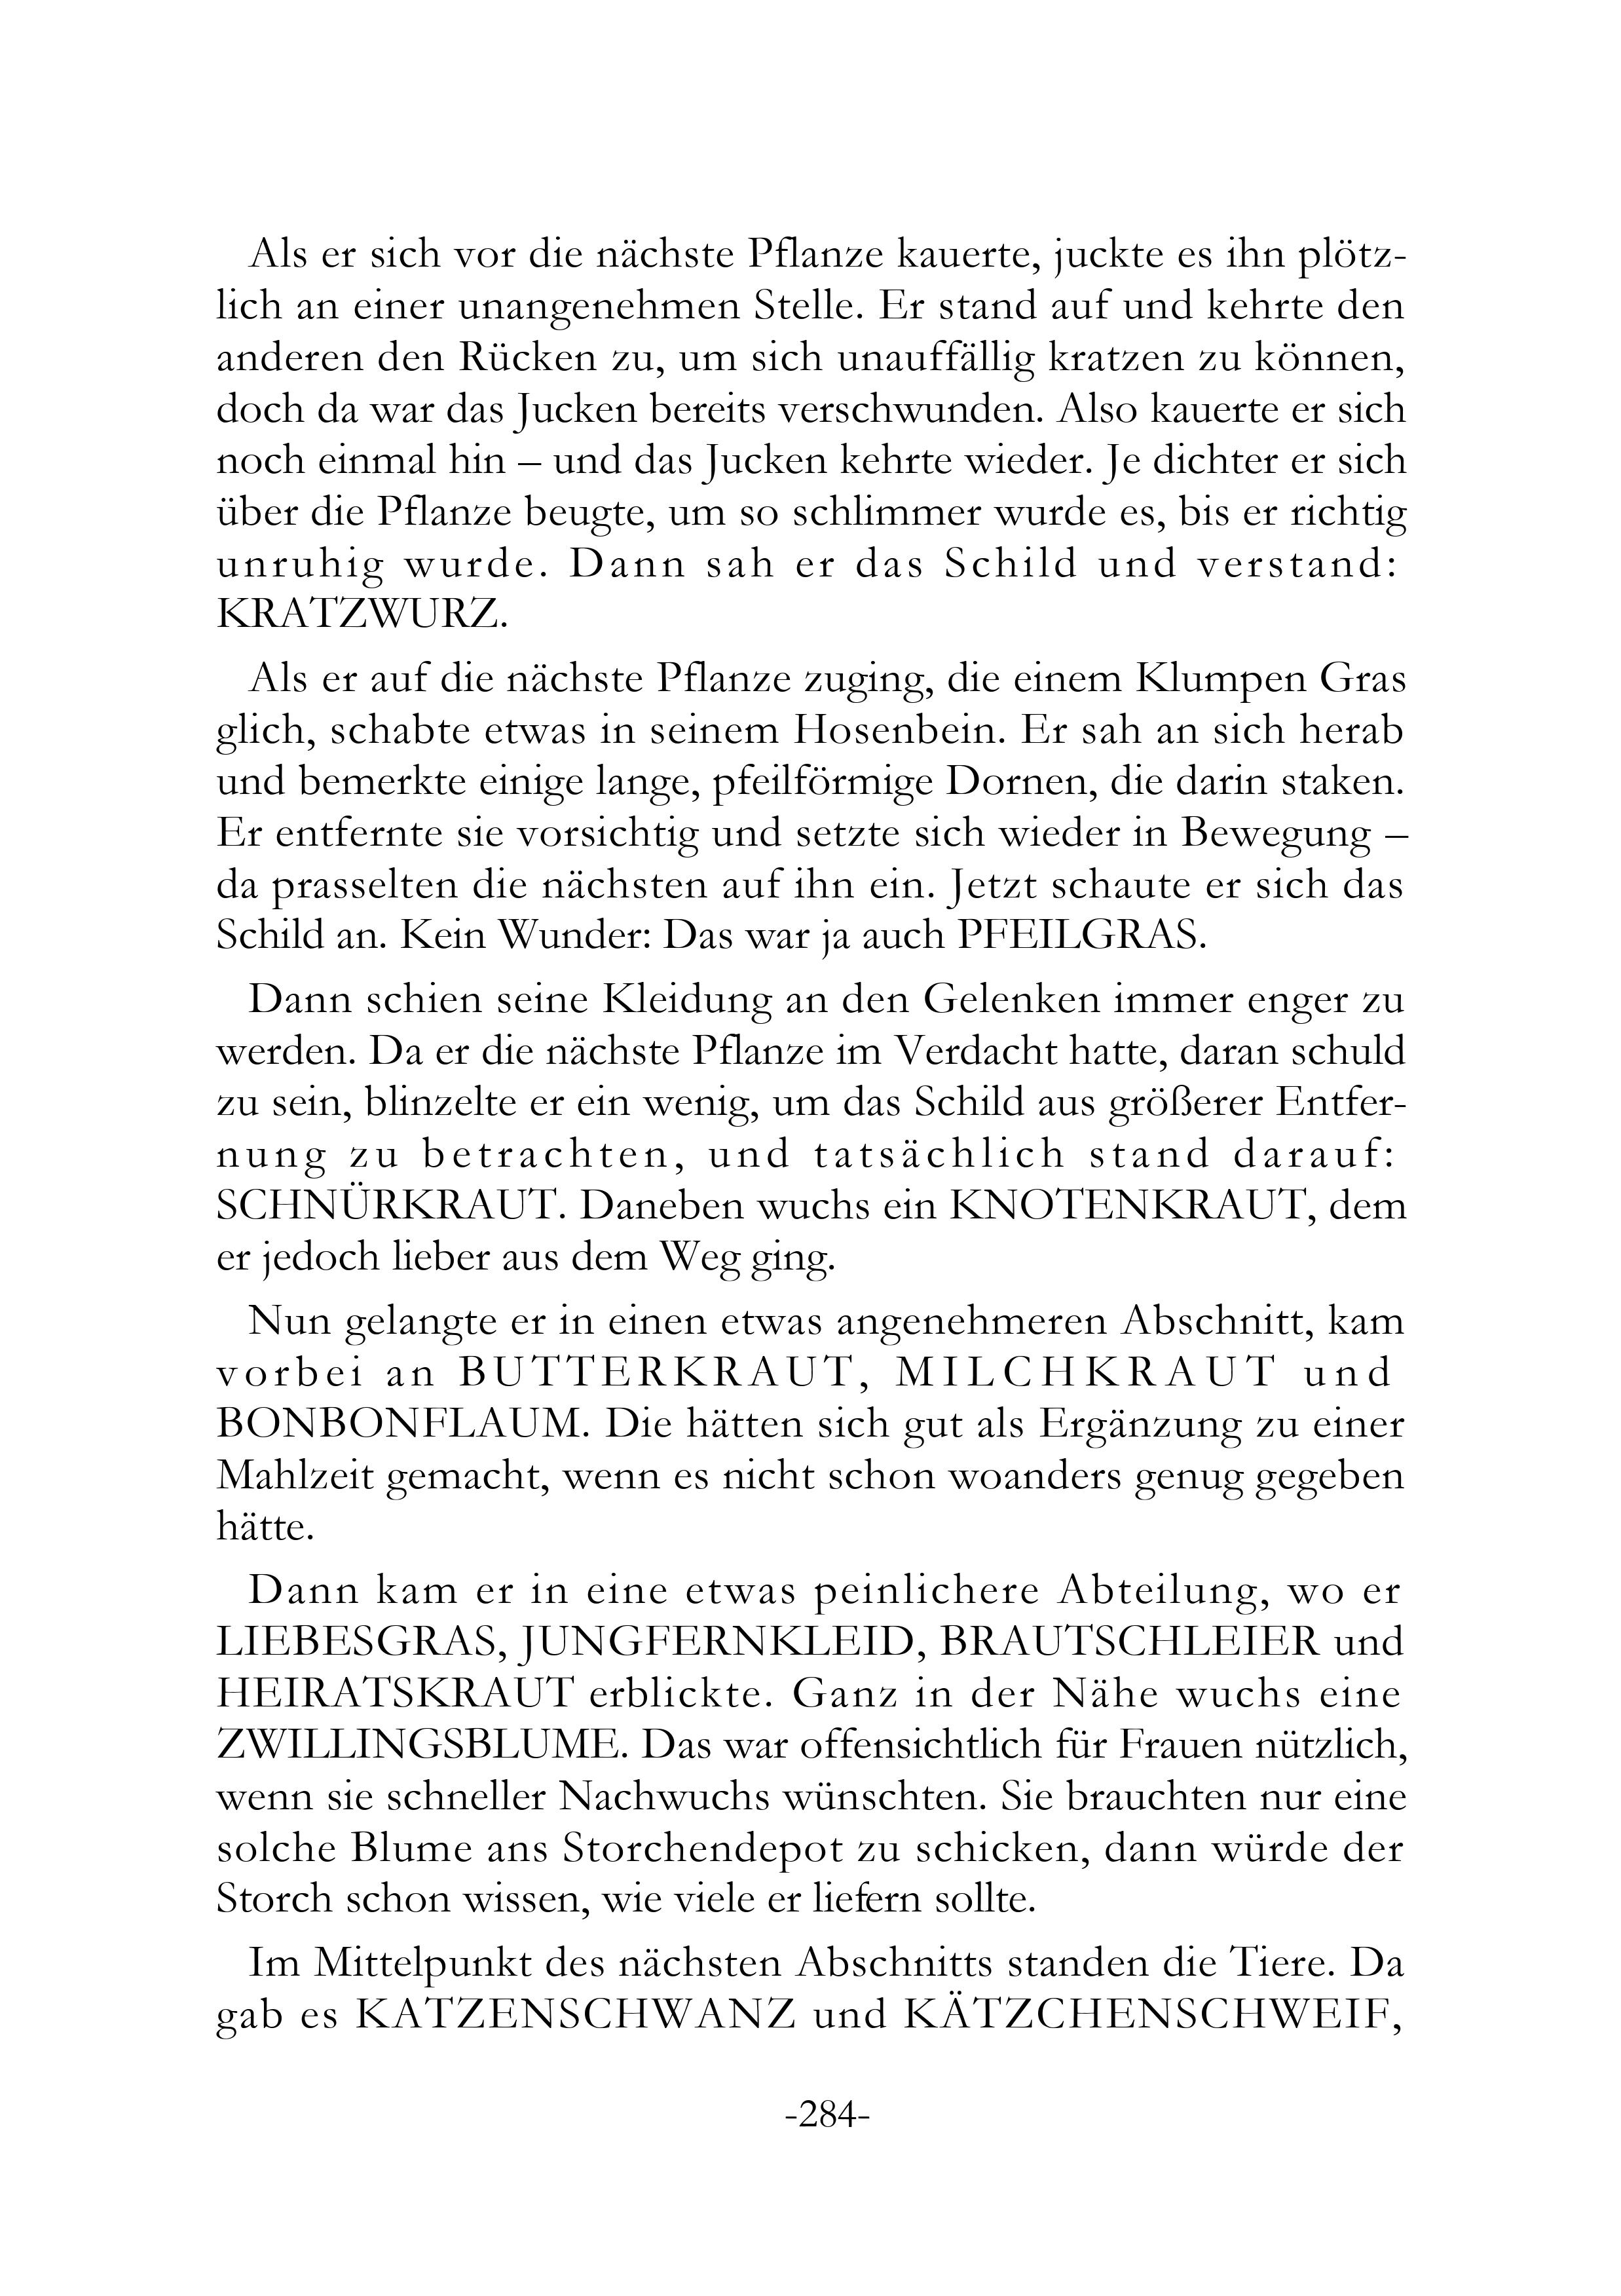 Als er sich vor die nächste Pflanze kauerte, juckte es ihn plötz-
lich an einer unangenehmen Stelle. Er stand auf und kehrte den
anderen den Rücken zu, um sich unauffällig kratzen zu können,
doch da war das Jucken bereits verschwunden. Also kauerte er sich
noch einmal hin – und das Jucken kehrte wieder. Je dichter er sich
über die Pflanze beugte, um so schlimmer wurde es, bis er richtig
unruhig wurde. Dann sah er das Schild und verstand:
KRATZWURZ.
Als er auf die nächste Pflanze zuging, die einem Klumpen Gras
glich, schabte etwas in seinem Hosenbein. Er sah an sich herab
und bemerkte einige lange, pfeilförmige Dornen, die darin staken.
Er entfernte sie vorsichtig und setzte sich wieder in Bewegung –
da prasselten die nächsten auf ihn ein. Jetzt schaute er sich das
Schild an. Kein Wunder: Das war ja auch PFEILGRAS.
Dann schien seine Kleidung an den Gelenken immer enger zu
werden. Da er die nächste Pflanze im Verdacht hatte, daran schuld
zu sein, blinzelte er ein wenig, um das Schild aus größerer Entfer-
nung zu betrachten, und tatsächlich stand darauf:
SCHNÜRKRAUT. Daneben wuchs ein KNOTENKRAUT, dem
er jedoch lieber aus dem Weg ging.
Nun gelangte er in einen etwas angenehmeren Abschnitt, kam
vorbei an BUTTERKRAUT, MILCHKRAUT und
BONBONFLAUM. Die hätten sich gut als Ergänzung zu einer
Mahlzeit gemacht, wenn es nicht schon woanders genug gegeben
hätte.
Dann kam er in eine etwas peinlichere Abteilung, wo er
LIEBESGRAS, JUNGFERNKLEID, BRAUTSCHLEIER und
HEIRATSKRAUT erblickte. Ganz in der Nähe wuchs eine
ZWILLINGSBLUME. Das war offensichtlich für Frauen nützlich,
wenn sie schneller Nachwuchs wünschten. Sie brauchten nur eine
solche Blume ans Storchendepot zu schicken, dann würde der
Storch schon wissen, wie viele er liefern sollte.
Im Mittelpunkt des nächsten Abschnitts standen die Tiere. Da
gab es KATZENSCHWANZ und KÄTZCHENSCHWEIF,
-284-